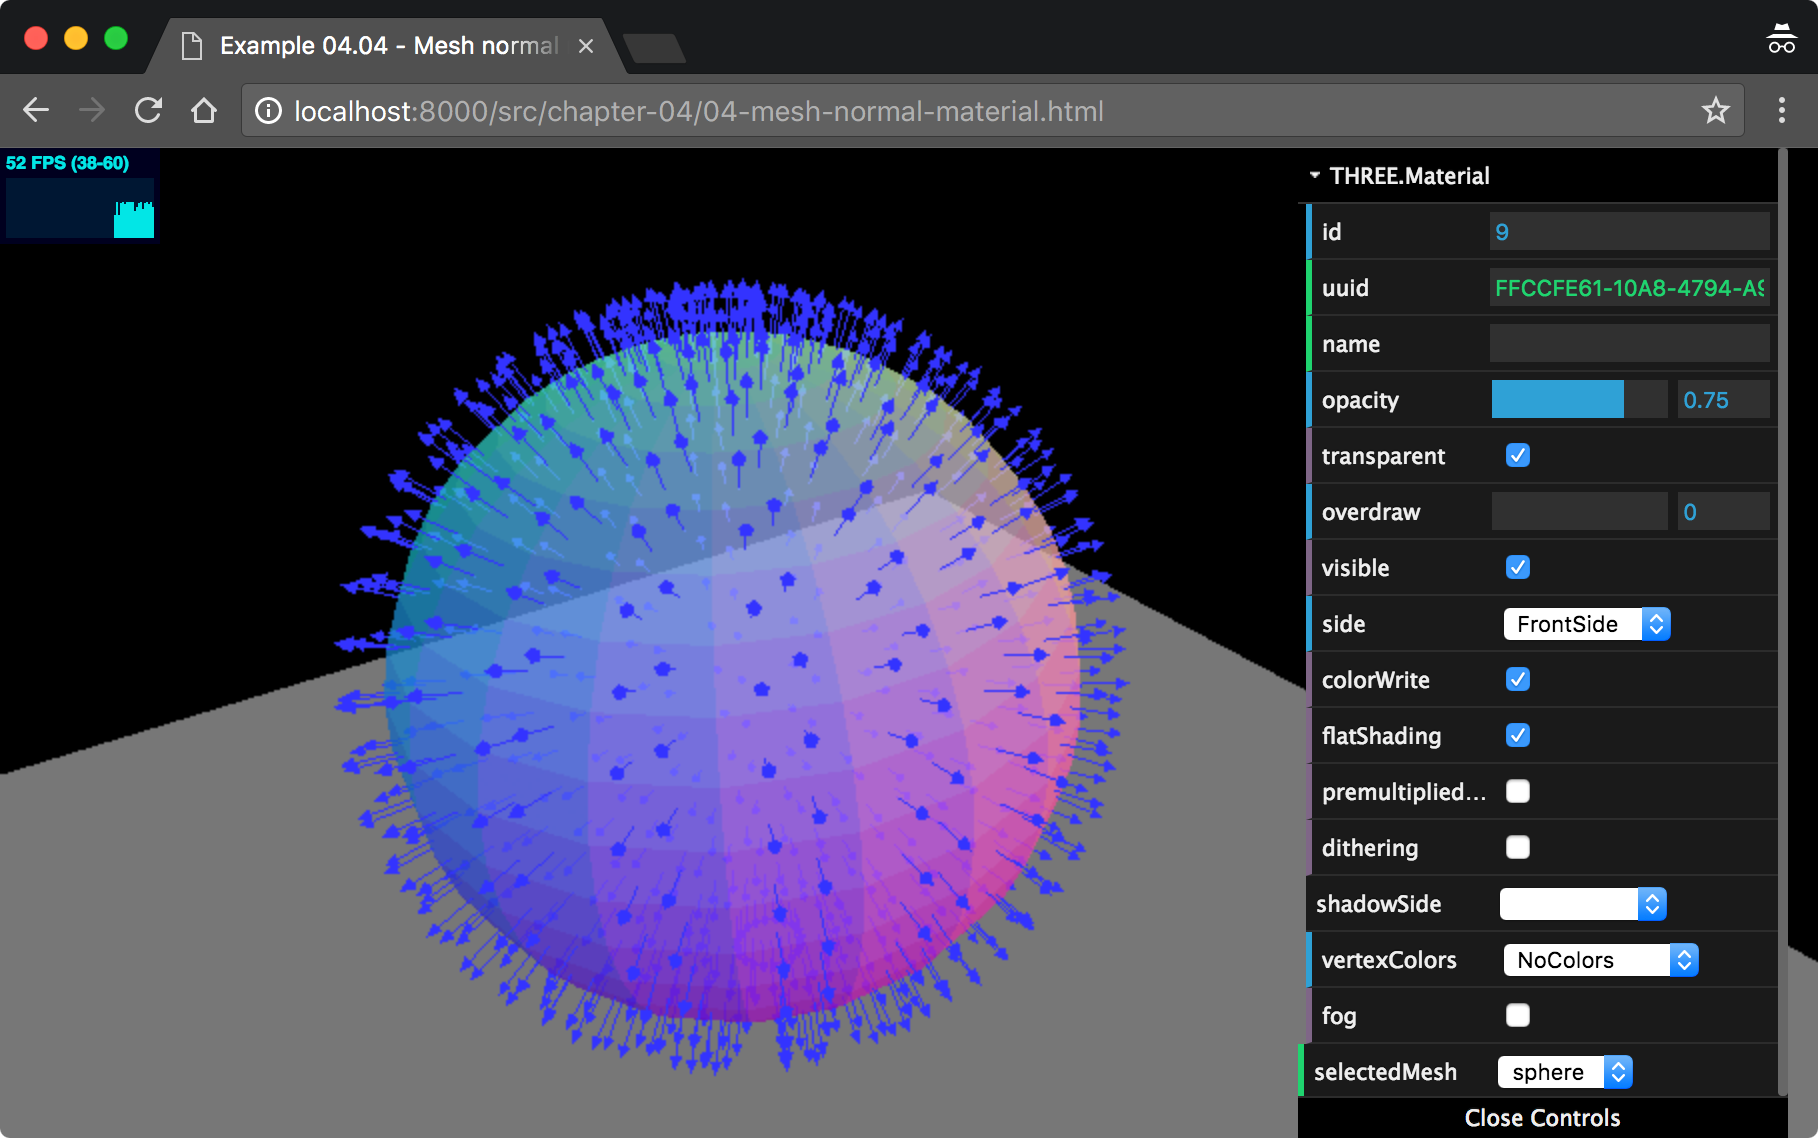 Example 04.04 - Mesh normal
localhost:8000/src/chapter-04/04-mesh-normal-material.html
52 FPS (38-60)
THREE.Material
id 9
uuid FFCCFE61-10A8-4794-A9
name
opacity 0.75
transparent
overdraw 0
visible
side FrontSide
colorWrite
flatShading
premultiplied...
dithering
shadowSide
vertexColors NoColors
fog
selectedMesh sphere
Close Controls